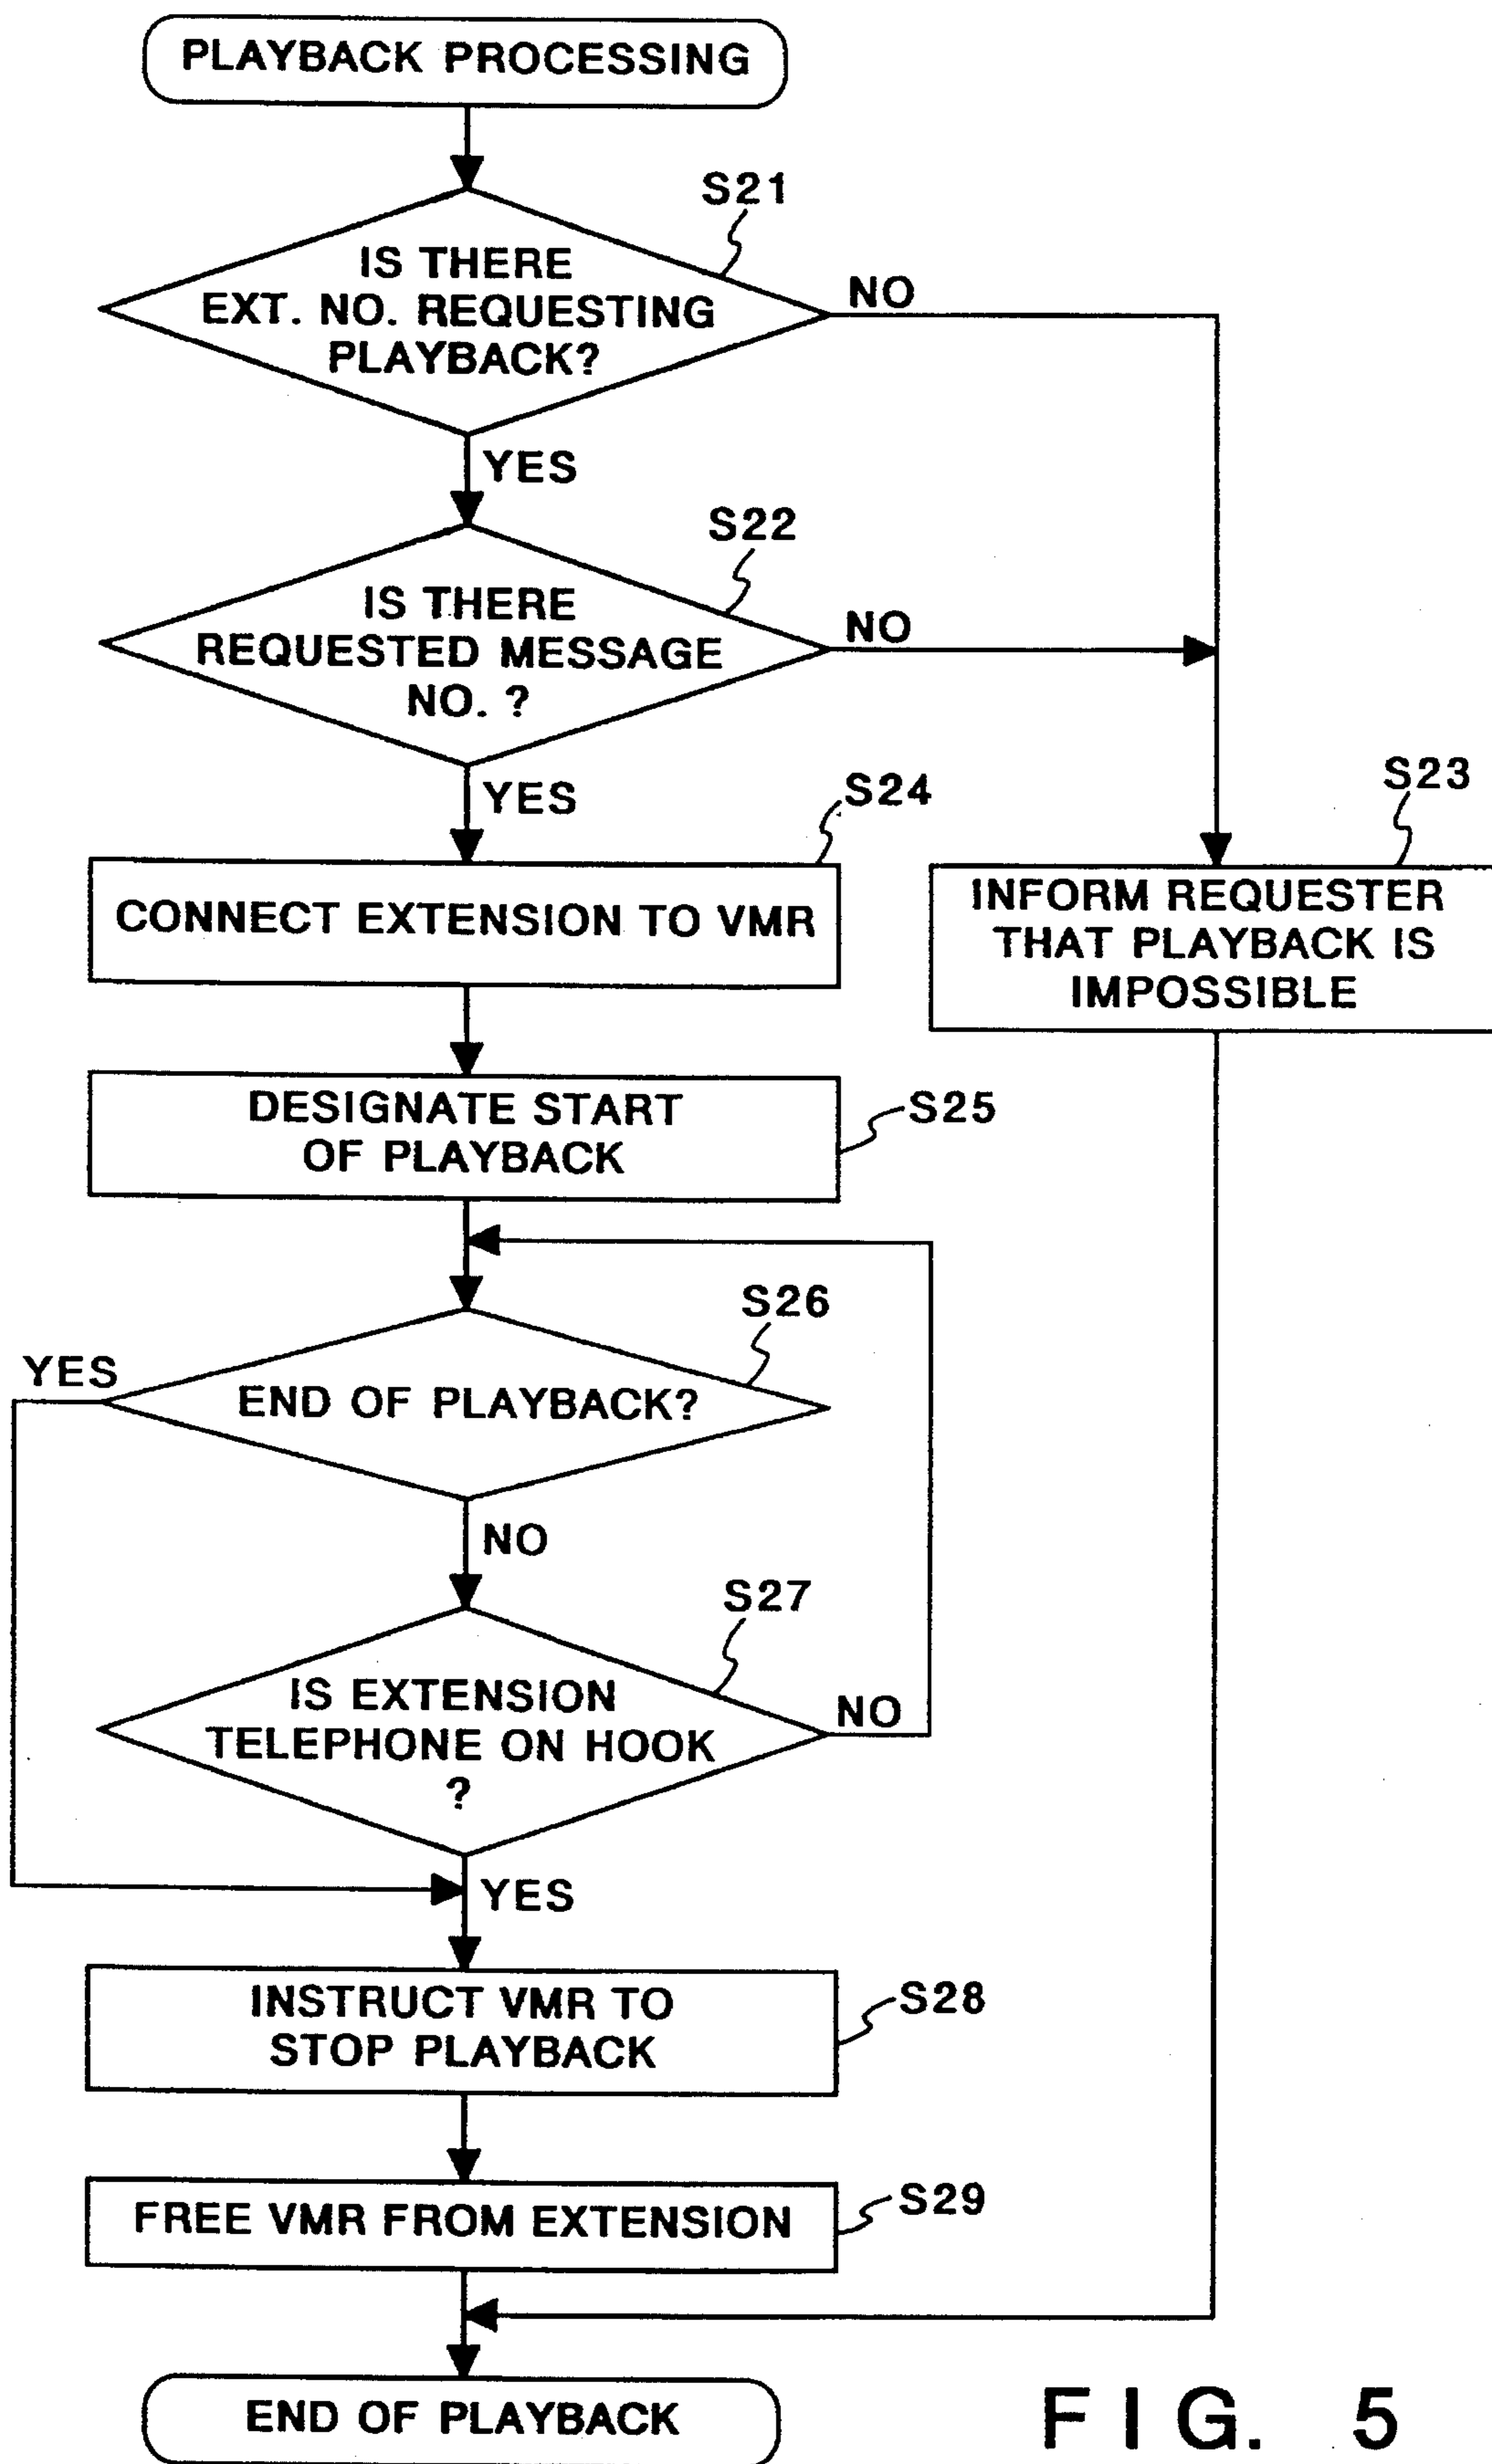 PLAYBACK PROCESSING
S21
IS THERE
EXT. NO. REQUESTING
PLAYBACK?
NO
YES
S22
IS THERE
REQUESTED MESSAGE
NO. ?
NO
YES
S24
CONNECT EXTENSION TO VMR
S23
INFORM REQUESTER
THAT PLAYBACK IS
IMPOSSIBLE
DESIGNATE START
OF PLAYBACK
S25
S26
YES
END OF PLAYBACK?
NO
S27
IS EXTENSION
TELEPHONE ON HOOK
?
NO
YES
INSTRUCT VMR TO
STOP PLAYBACK
S28
FREE VMR FROM EXTENSION
S29
END OF PLAYBACK
FIG. 5